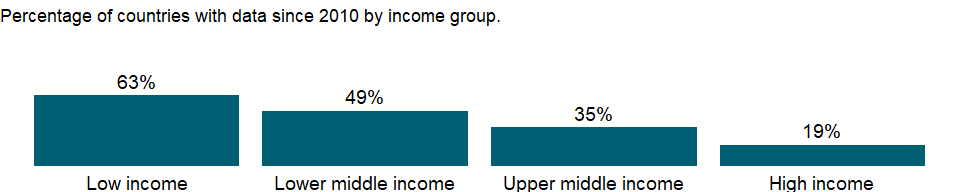 Percentage of countries with data since 2010 by income group.
63%
49%
35%
19%
Low income
Lower middle income
Upper middle income
High income